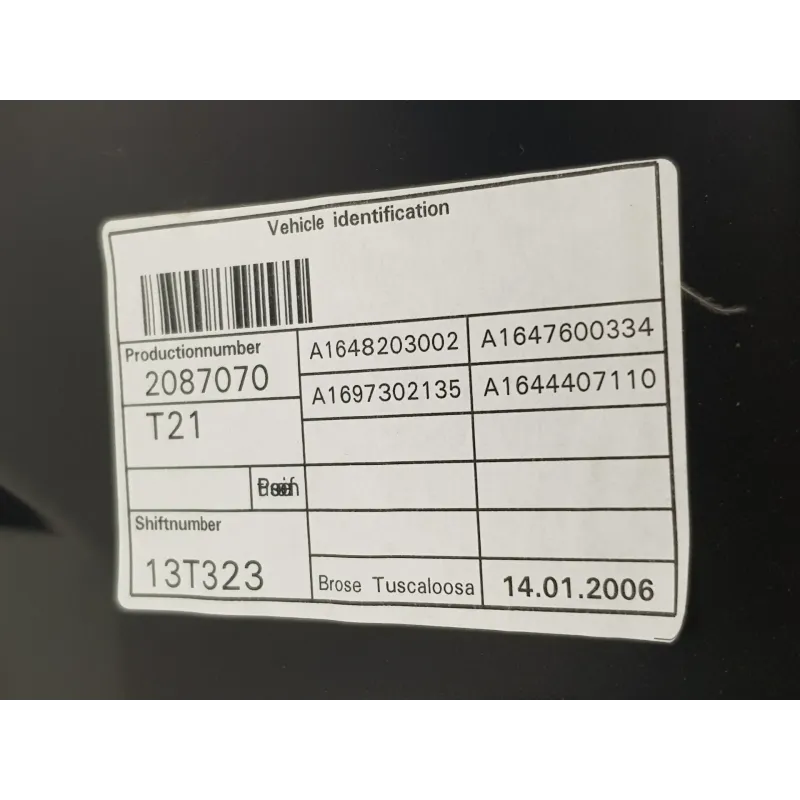 Vehicle identification
Productionnumber
2087070
A1648203002
A1647600334
T21
A1697302135
A1644407110
Shiftnumber
13T323
Brose Tuscaloosa
14.01.2006